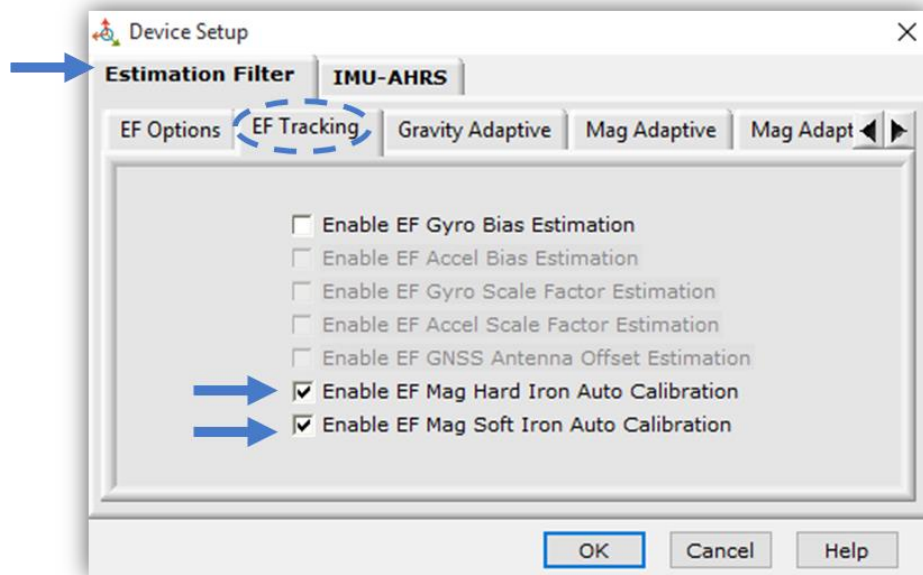 Device Setup
Estimation Filter IMU-AHRS
EF Options EF Tracking Gravity Adaptive Mag Adaptive Mag Adapt
Enable EF Gyro Bias Estimation
Enable EF Accel Bias Estimation
Enable EF Gyro Scale Factor Estimation
Enable EF Accel Scale Factor Estimation
Enable EF GNSS Antenna Offset Estimation
Enable EF Mag Hard Iron Auto Calibration
Enable EF Mag Soft Iron Auto Calibration
OK Cancel Help